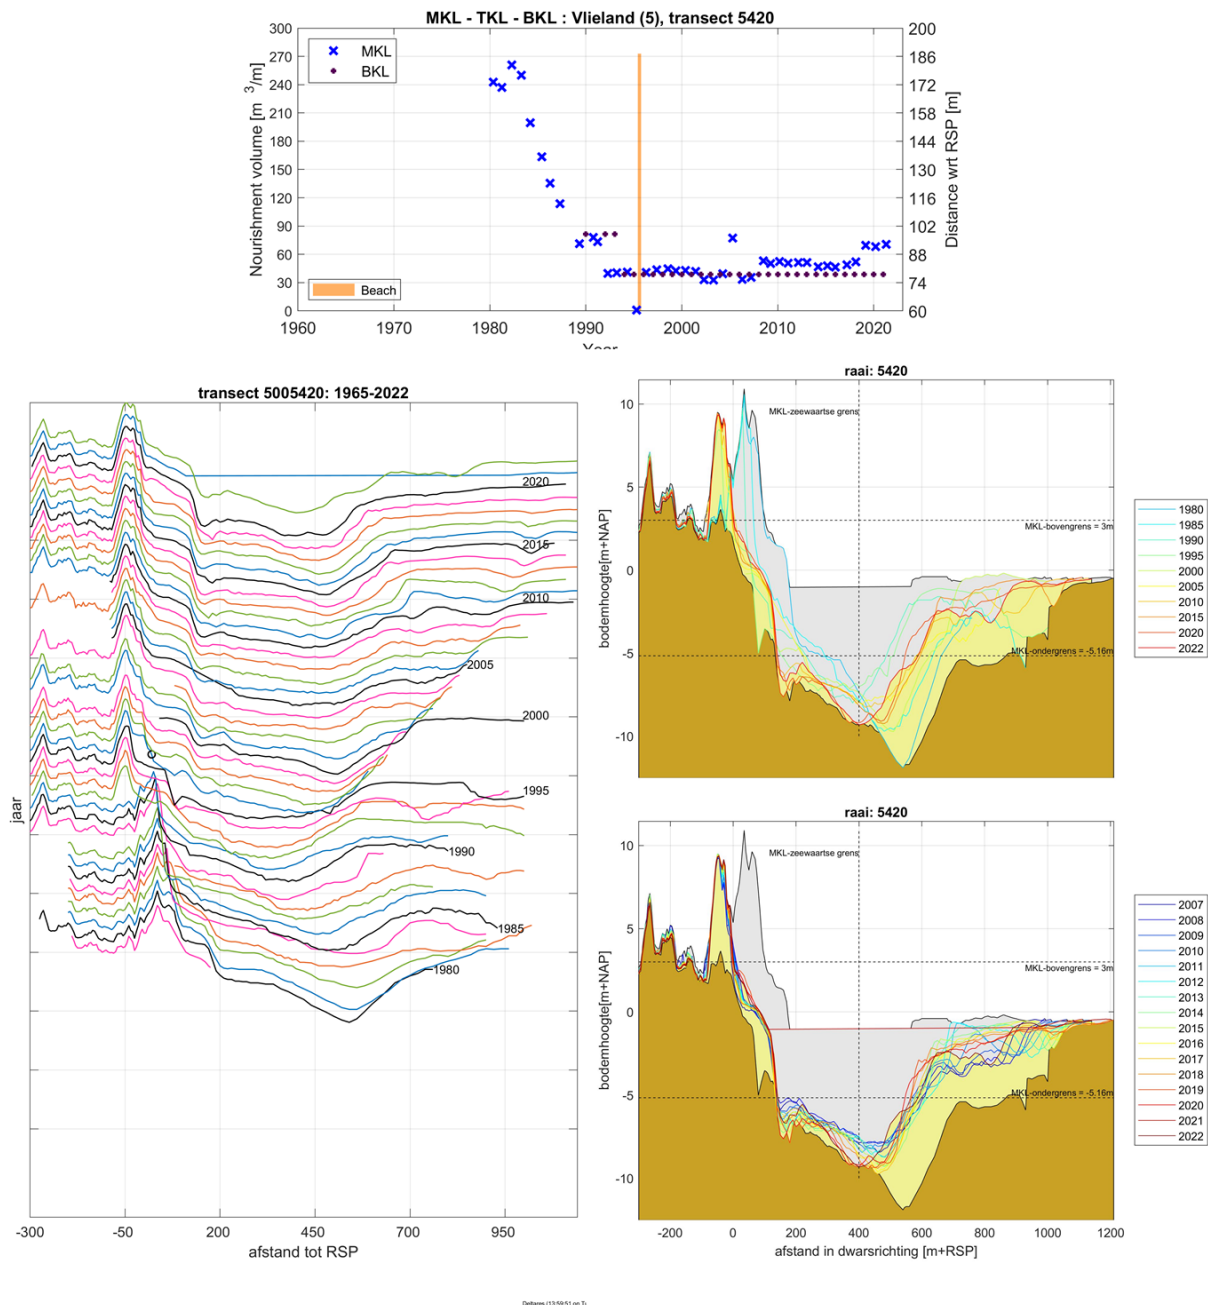 MKL - TKL - BKL : Vlieland (5), transect 5420
Nourishment volume [m 3/m]
Distance wrt RSP [m]
300
270
240
210
180
150
120
90
60
30
0
200
186
172
158
144
130
116
102
88
74
60
MKL
BKL
Beach
1960 1970 1980 1990 2000 2010 2020
Year
transect 5005420: 1965-2022
jaar
2020
2015
2010
2005
2000
1995
1990
1985
1980
-300 -50 200 450 700 950
afstand tot RSP
raai: 5420
bodemhoogte[m+NAP]
10
5
0
-5
-10
MKL-zeewaartse grens
MKL-bovengrens = 3m
MKL-ondergrens = -5.16m
1980
1985
1990
1995
2000
2005
2010
2015
2020
2022
raai: 5420
bodemhoogte[m+NAP]
10
5
0
-5
-10
MKL-zeewaartse grens
MKL-bovengrens = 3m
MKL-ondergrens = -5.16m
-200 0 200 400 600 800 1000 1200
afstand in dwarsrichting [m+RSP]
2007
2008
2009
2010
2011
2012
2013
2014
2015
2016
2017
2018
2019
2020
2021
2022
Deltares (13:59:51 on T)